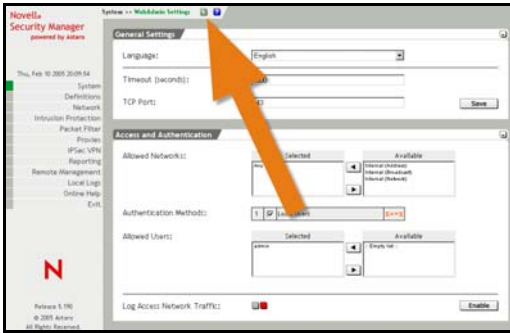 Novell®
Security Manager
powered by Astaro
System >> WebAdmin Settings
?
General Settings
Language:
English
Timeout (seconds):
TCP Port:
Save
Thu, Feb 10 2005 20:09:54
System
Definitions
Network
Intrusion Protection
Packet Filter
Proxies
IPSec VPN
Reporting
Remote Management
Local Logs
Online Help
Exit
Access and Authentication
Allowed Networks:
Selected
Available
Any
Internal (Address)
Internal (Broadcast)
Internal (Network)
Authentication Methods:
1
Users
Allowed Users:
Selected
Available
admin
- Empty list -
Log Access Network Traffic:
Enable
N
Release 5.190
© 2005 Astaro
All Rights Reserved